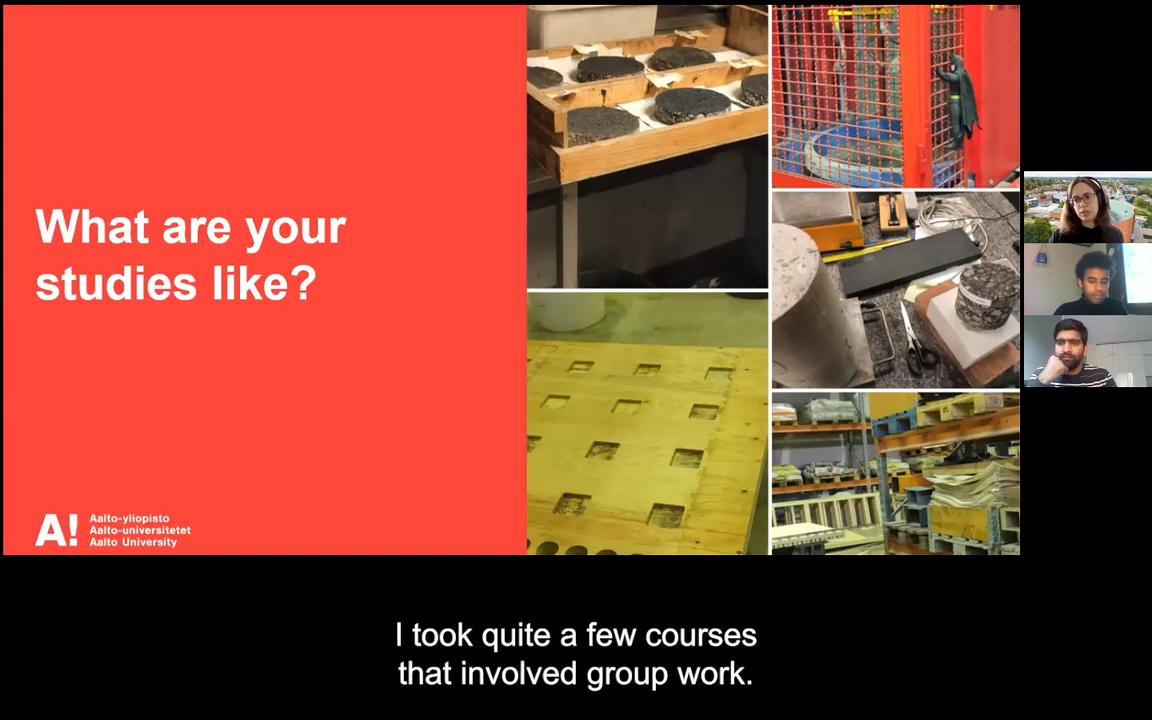 What are your
studies like?
A! Aalto-yliopisto
Aalto-universitetet
Aalto University
I took quite a few courses
that involved group work.